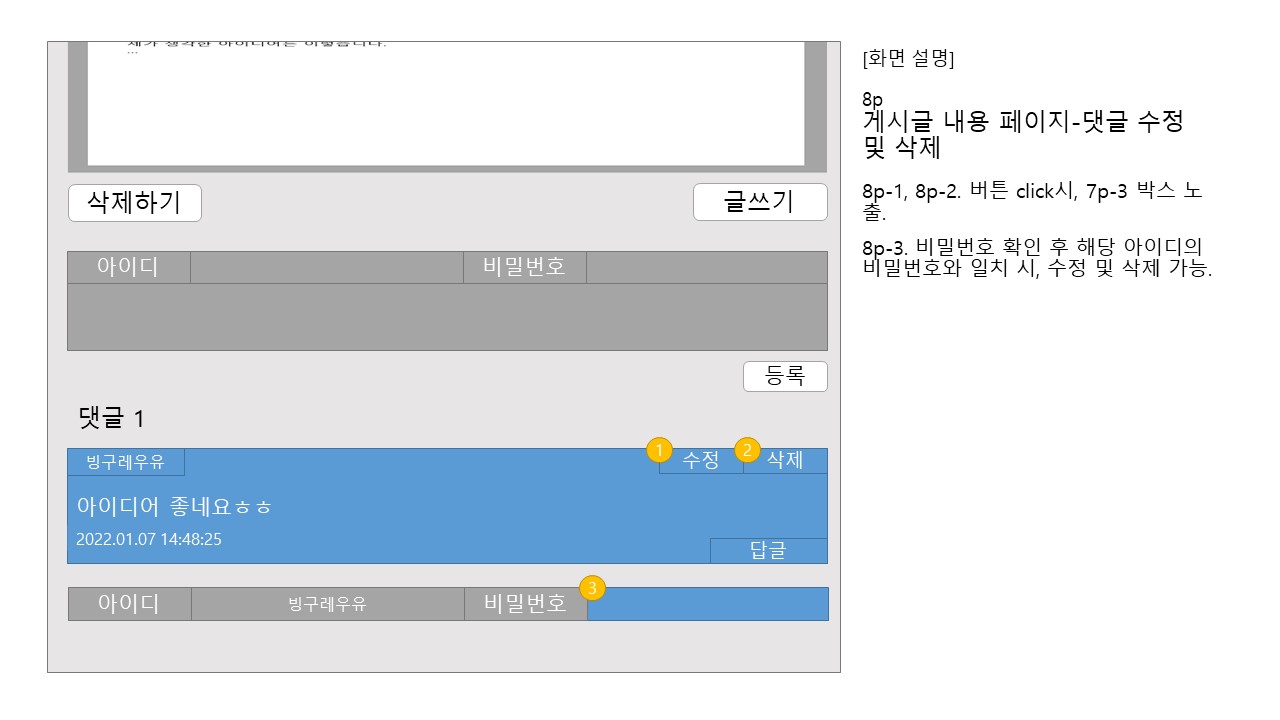 ...
삭제하기
글쓰기
아이디
비밀번호
등록
댓글 1
빙구레우유
1
수정
2
삭제
아이디어 좋네요ㅎㅎ
2022.01.07 14:48:25
답글
아이디
빙구레우유
비밀번호
3
[화면 설명]
8p
게시글 내용 페이지-댓글 수정
및 삭제
8p-1, 8p-2. 버튼 click시, 7p-3 박스 노
출.
8p-3. 비밀번호 확인 후 해당 아이디의
비밀번호와 일치 시, 수정 및 삭제 가능.